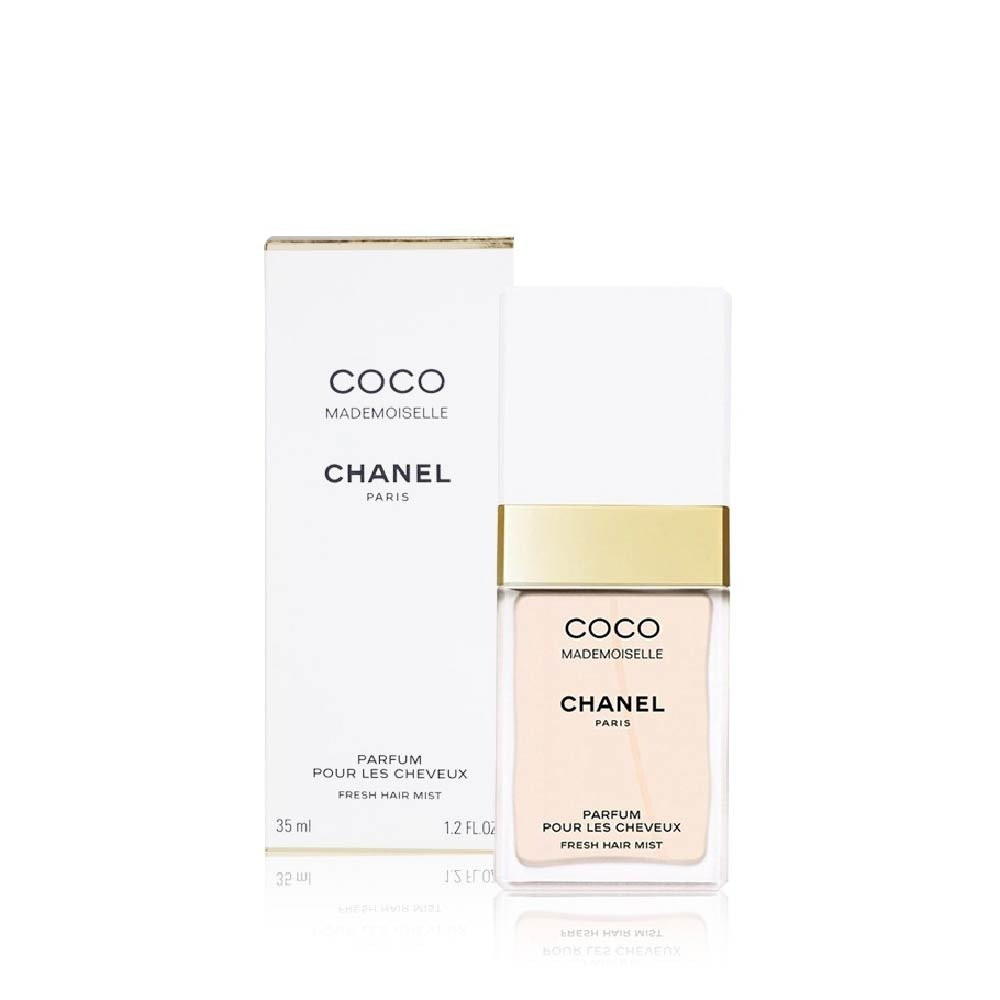 COCO
MADEMOISELLE
CHANEL
PARIS
PARFUM
POUR LES CHEVEUX
FRESH HAIR MIST
35 ml 1.2 FL.OZ
COCO
MADEMOISELLE
CHANEL
PARIS
PARFUM
POUR LES CHEVEUX
FRESH HAIR MIST